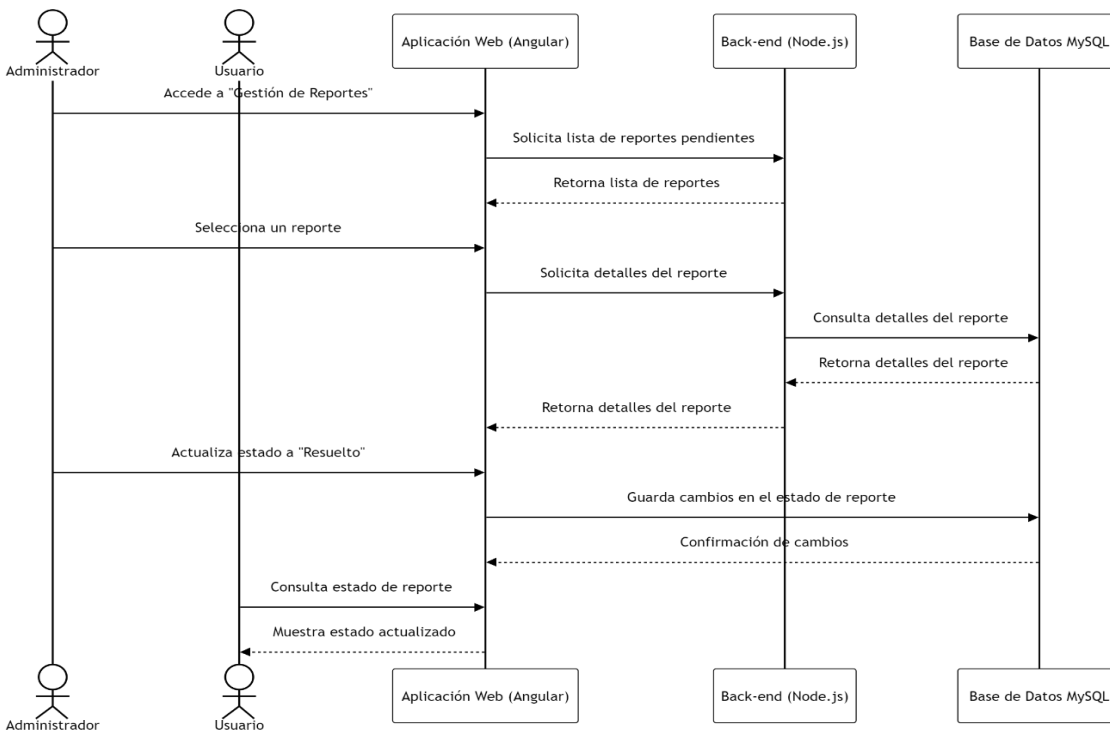 Administrador
Usuario
Aplicación Web (Angular)
Back-end (Node.js)
Base de Datos MySQL
Accede a "Gestión de Reportes"
Solicita lista de reportes pendientes
Retorna lista de reportes
Selecciona un reporte
Solicita detalles del reporte
Consulta detalles del reporte
Retorna detalles del reporte
Retorna detalles del reporte
Actualiza estado a "Resuelto"
Guarda cambios en el estado de reporte
Confirmación de cambios
Consulta estado de reporte
Muestra estado actualizado
Administrador
Usuario
Aplicación Web (Angular)
Back-end (Node.js)
Base de Datos MySQL